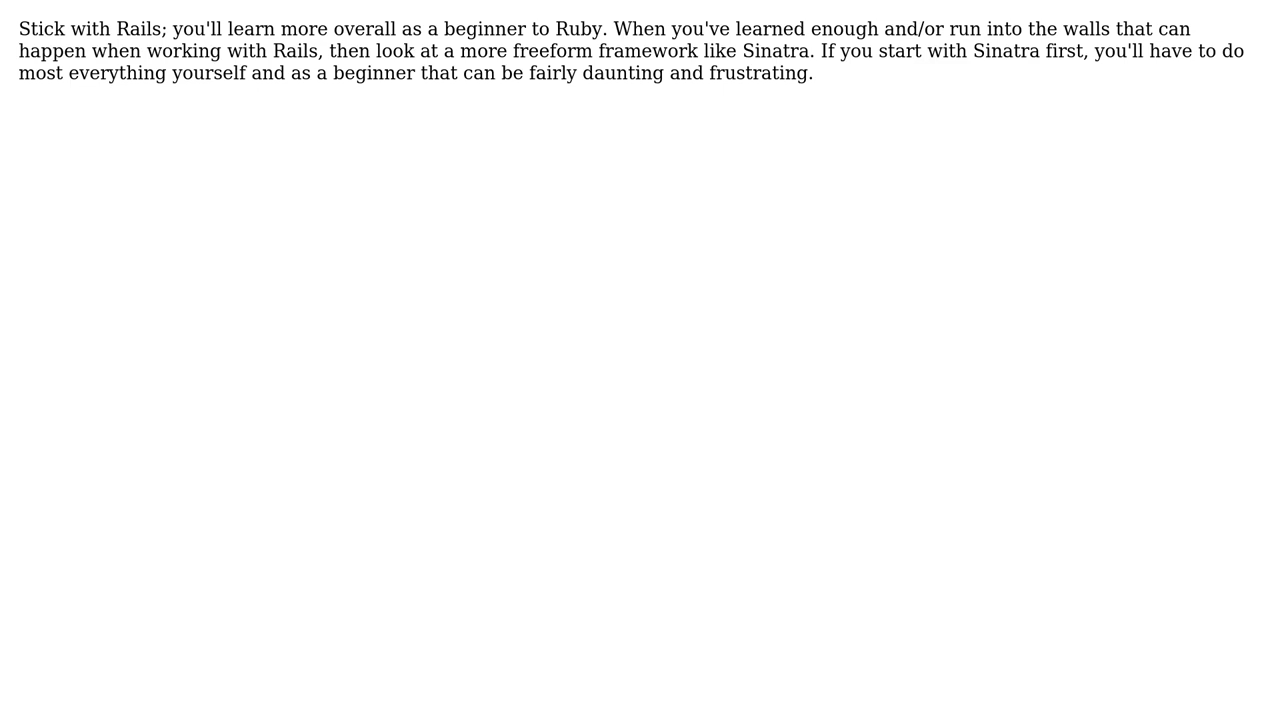 Stick with Rails; you'll learn more overall as a beginner to Ruby. When you've learned enough and/or run into the walls that can
happen when working with Rails, then look at a more freeform framework like Sinatra. If you start with Sinatra first, you'll have to do
most everything yourself and as a beginner that can be fairly daunting and frustrating.